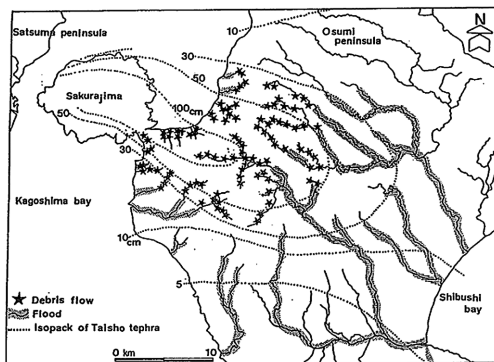 10
N
Satsuma peninsula
30
Osumi
peninsula
50
Sakurajima
100cm
50
30
Kagoshima bay
10cm
5
Shibushi
bay
Debris flow
Flood
Isopack of Taisho tephra
0 km 10